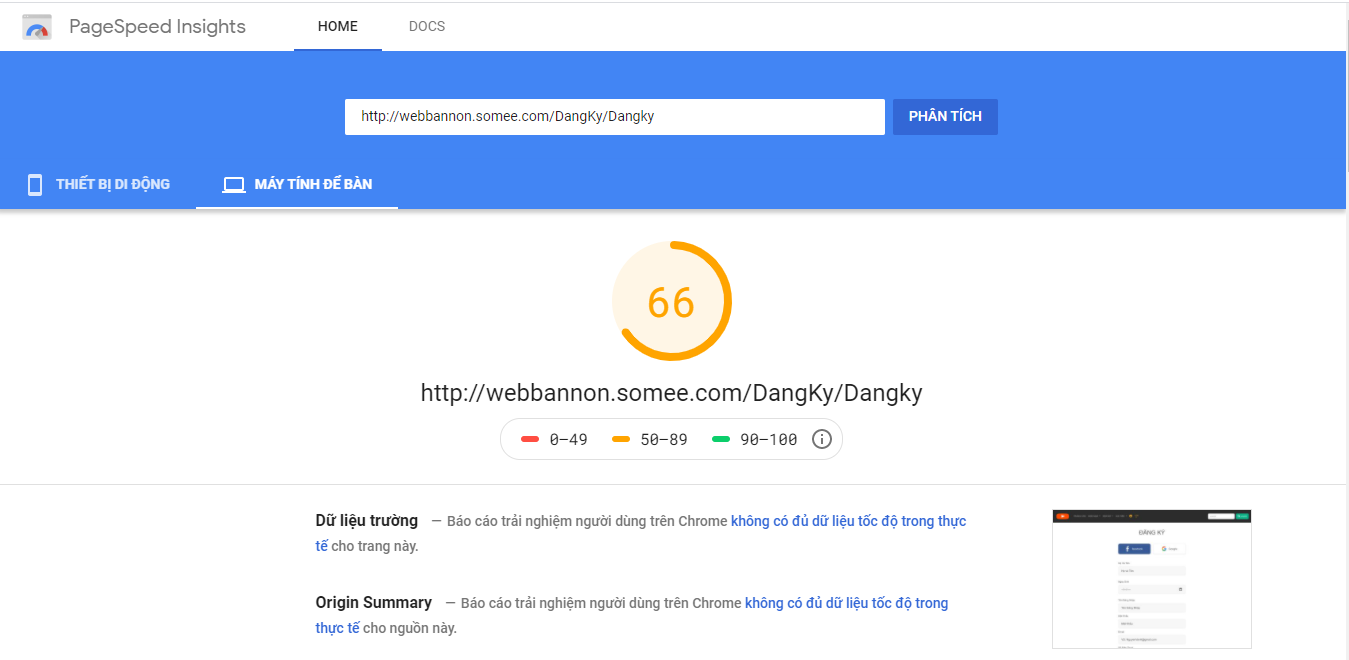 PageSpeed Insights HOME DOCS
http://webbannon.somee.com/DangKy/Dangky PHÂN TÍCH
THIẾT BỊ DI ĐỘNG MÁY TÍNH ĐỂ BÀN
66
http://webbannon.somee.com/DangKy/Dangky
0–49 50–89 90–100
Dữ liệu trường — Báo cáo trải nghiệm người dùng trên Chrome không có đủ dữ liệu tốc độ trong thực
tế cho trang này.
Origin Summary — Báo cáo trải nghiệm người dùng trên Chrome không có đủ dữ liệu tốc độ trong
thực tế cho nguồn này.
ĐĂNG KÝ
Facebook Google